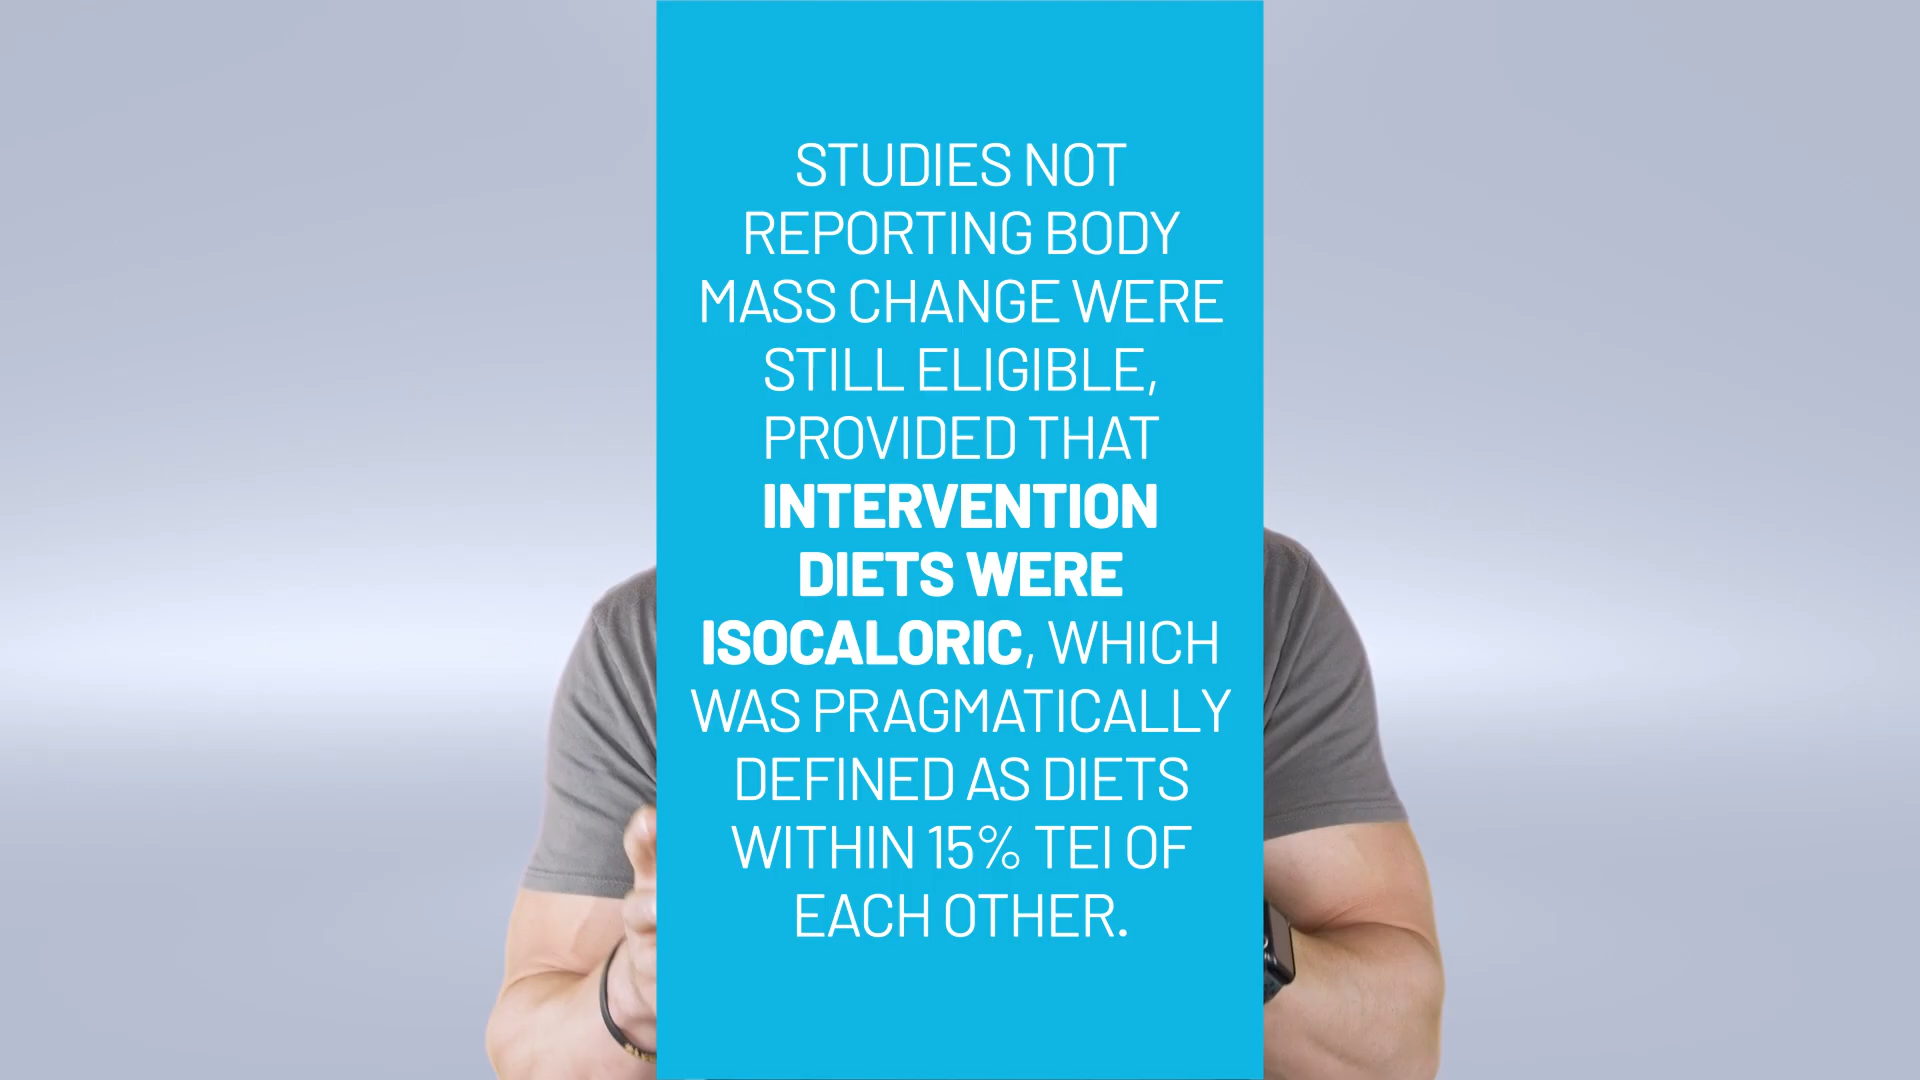 STUDIES NOT
REPORTING BODY
MASS CHANGE WERE
STILL ELIGIBLE,
PROVIDED THAT
INTERVENTION
DIETS WERE
ISOCALORIC, WHICH
WAS PRAGMATICALLY
DEFINED AS DIETS
WITHIN 15% TEI OF
EACH OTHER.